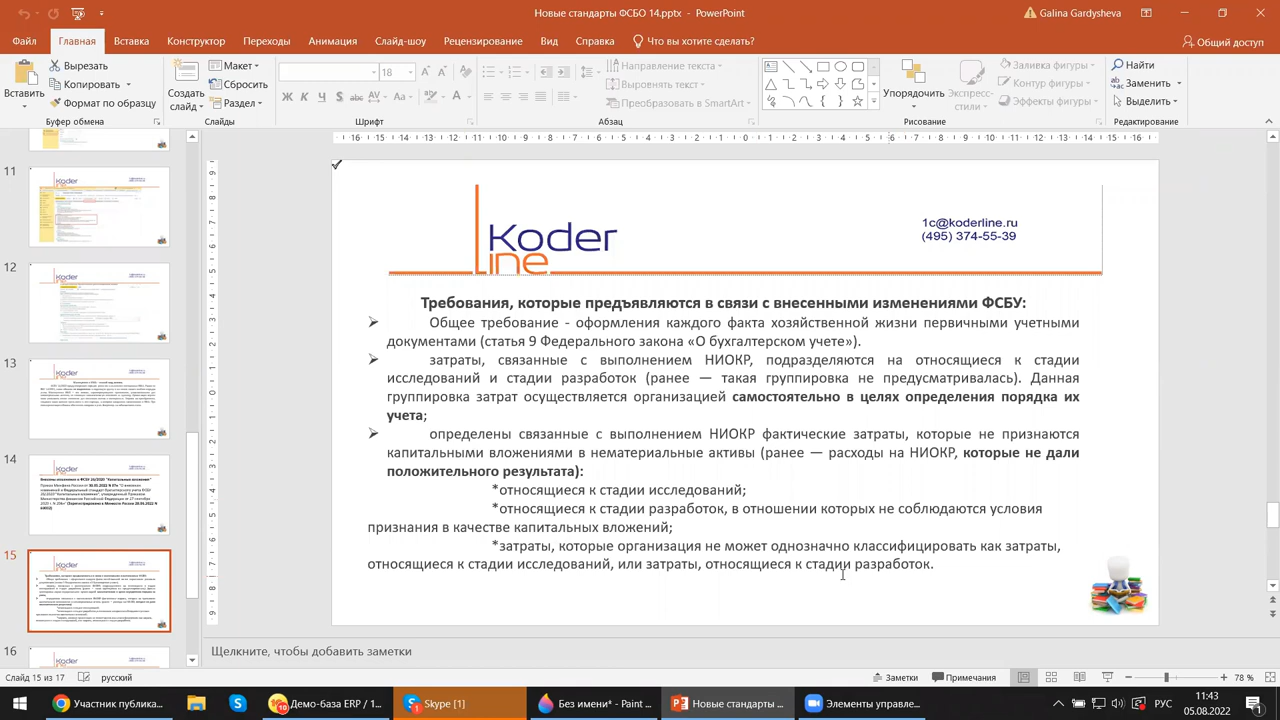 Новые ФСБО 14.pptx - PowerPoint
Galina Gardysheva
Файл Главная Вставка Конструктор Переходы Анимация Слайд-шоу Рецензирование Вид Справка Что вы хотите сделать? Общий доступ
Вставить
Вырезать
Копировать
Формат по образцу
Буфер обмена
Создать слайд
Макет
Сбросить
Раздел
Слайды
18
Ж К Ч S abc AV Aa А
Шрифт
Направление текста
Выровнять текст
Преобразовать в SmartArt
Абзац
Упорядочить
Экспресс-стили
Заливка фигуры
Контур фигуры
Эффекты фигуры
Рисование
Найти
Заменить
Выделить
Редактирование
11
12
13
14
15
16
Koder
line
1c@koderline.ru
(495) 374-55-39
Требования, которые предъявляются в связи с внесенными изменениями ФСБУ:
Общее требование - оформления каждого факта хозяйственной жизни первичными учетными
документами (статья 9 Федерального закона «О бухгалтерском учете»).
затраты, связанные с выполнением НИОКР, подразделяются на относящиеся к стадии
исследований и стадии разработок (ранее — такая группировка не предусматривалась). Данная
группировка затрат осуществляется организацией самостоятельно в целях определения порядка их
учета;
определены связанные с выполнением НИОКР фактические затраты, которые не признаются
капитальными вложениями в нематериальные активы (ранее — расходы на НИОКР, которые не дали
положительного результата):
*относящиеся к стадии исследований;
*относящиеся к стадии разработок, в отношении которых не соблюдаются условия
признания в качестве капитальных вложений;
*затраты, которые организация не может однозначно классифицировать как затраты,
относящиеся к стадии исследований, или затраты, относящиеся к стадии разработок.
Щелкните, чтобы добавить заметки
Слайд 15 из 17 русский Заметки Примечания 78 %
Участник публика... Демо-база ERP / 1... Skype [1] Без имени* - Paint ... Новые стандарты ... Элементы управле... РУС
11:43
05.08.2022